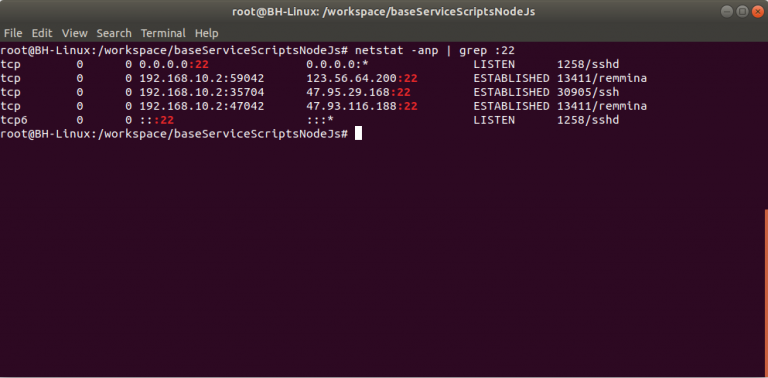 root@BH-Linux: /workspace/baseServiceScriptsNodeJs
File Edit View Search Terminal Help
root@BH-Linux:/workspace/baseServiceScriptsNodeJs# netstat -anp | grep :22
tcp 0 0 0.0.0.0:22 0.0.0.0:* LISTEN 1258/sshd
tcp 0 0 192.168.10.2:59042 123.56.64.200:22 ESTABLISHED 13411/remmina
tcp 0 0 192.168.10.2:35704 47.95.29.168:22 ESTABLISHED 30905/ssh
tcp 0 0 192.168.10.2:47042 47.93.116.188:22 ESTABLISHED 13411/remmina
tcp6 0 0 :::22 :::* LISTEN 1258/sshd
root@BH-Linux:/workspace/baseServiceScriptsNodeJs#